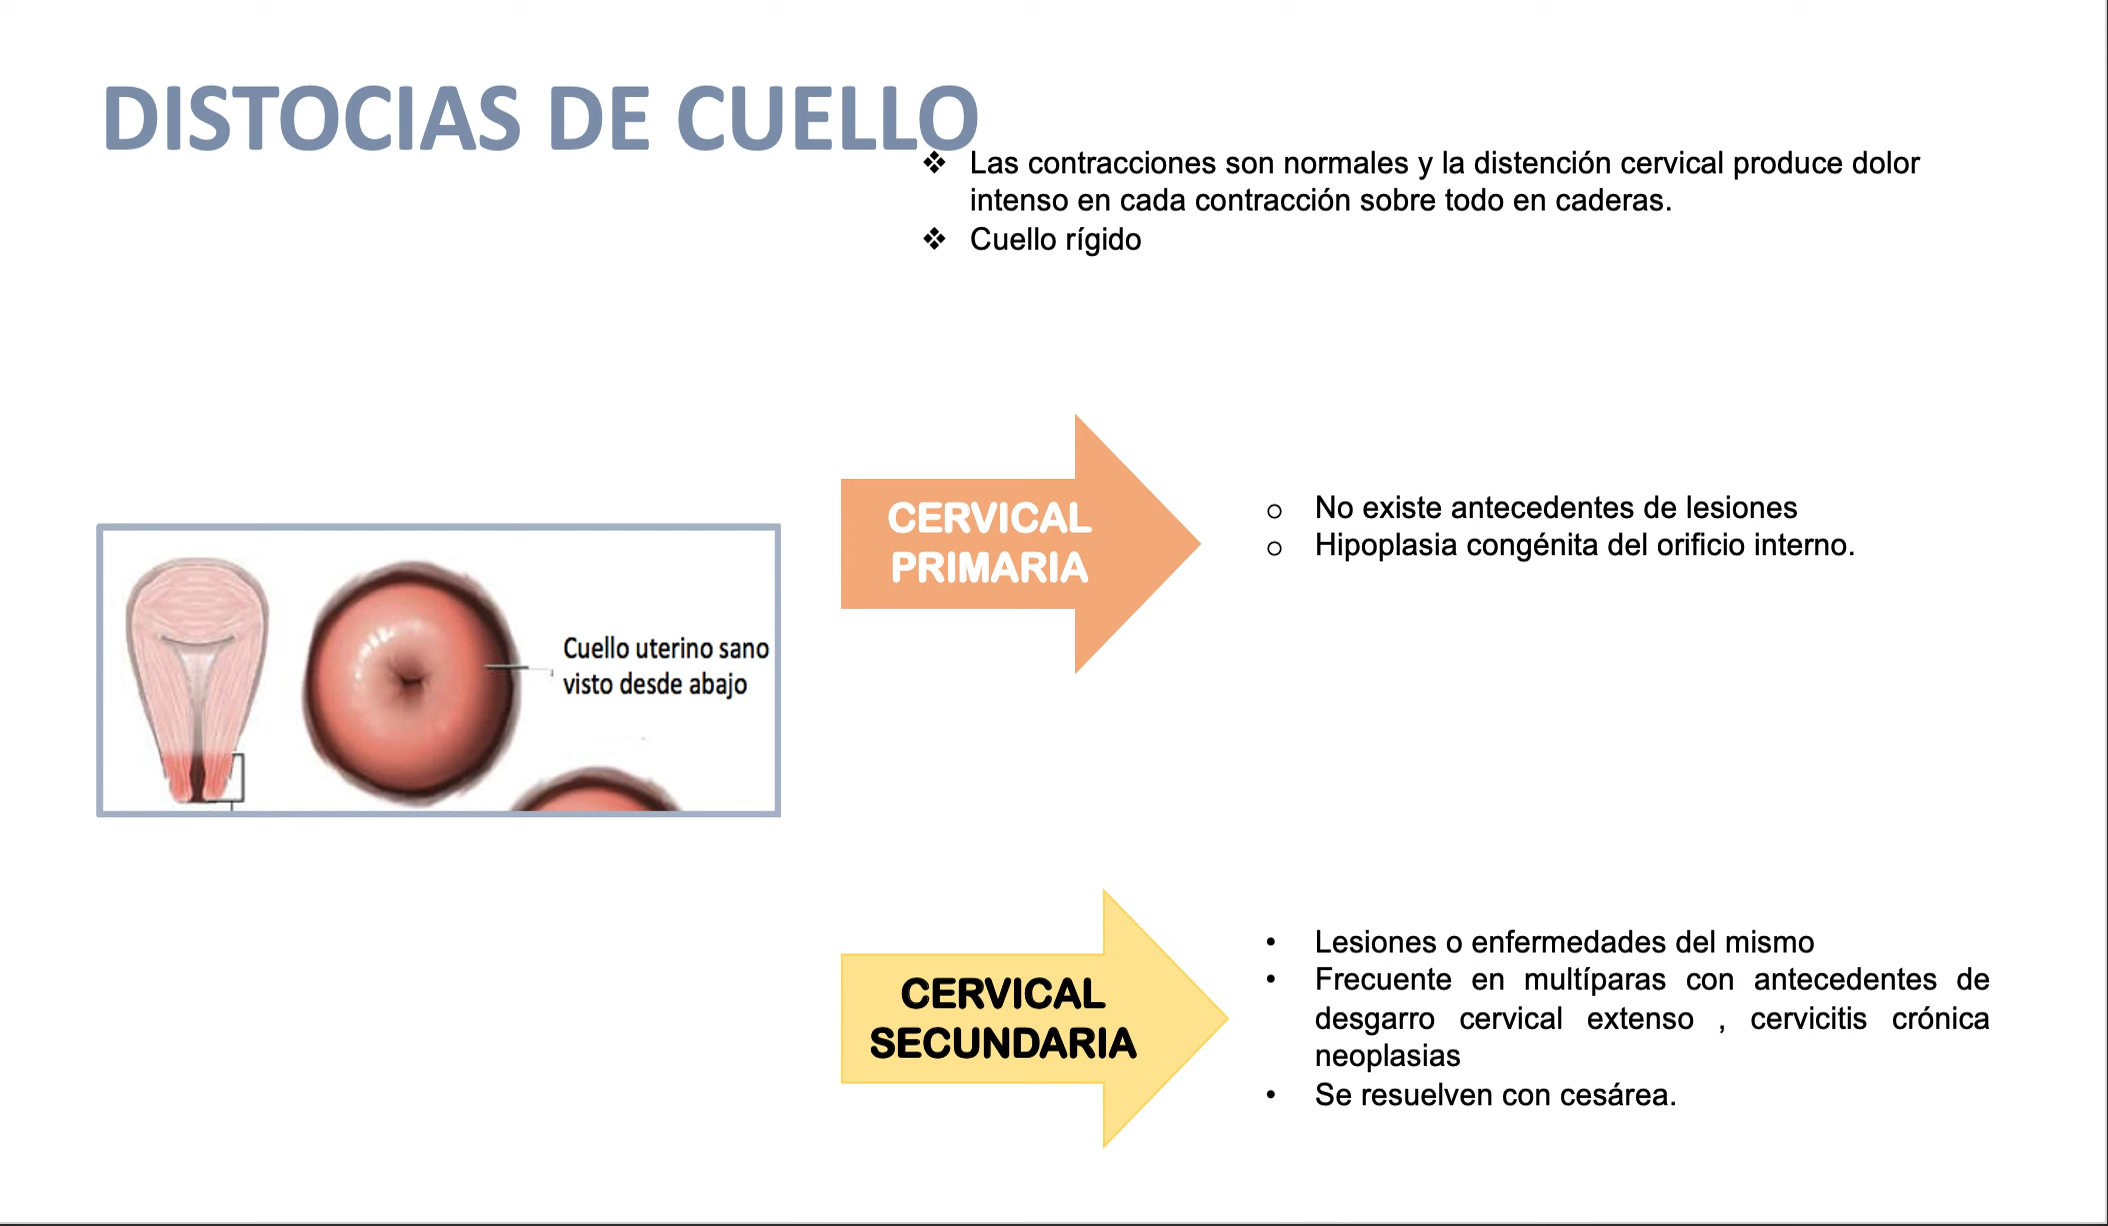 DISTOCIAS DE CUELLO
❖ Las contracciones son normales y la distención cervical produce dolor
intenso en cada contracción sobre todo en caderas.
❖ Cuello rígido
CERVICAL
PRIMARIA
o No existe antecedentes de lesiones
o Hipoplasia congénita del orificio interno.
Cuello uterino sano
visto desde abajo
CERVICAL
SECUNDARIA
• Lesiones o enfermedades del mismo
• Frecuente en multíparas con antecedentes de
desgarro cervical extenso , cervicitis crónica
neoplasias
• Se resuelven con cesárea.